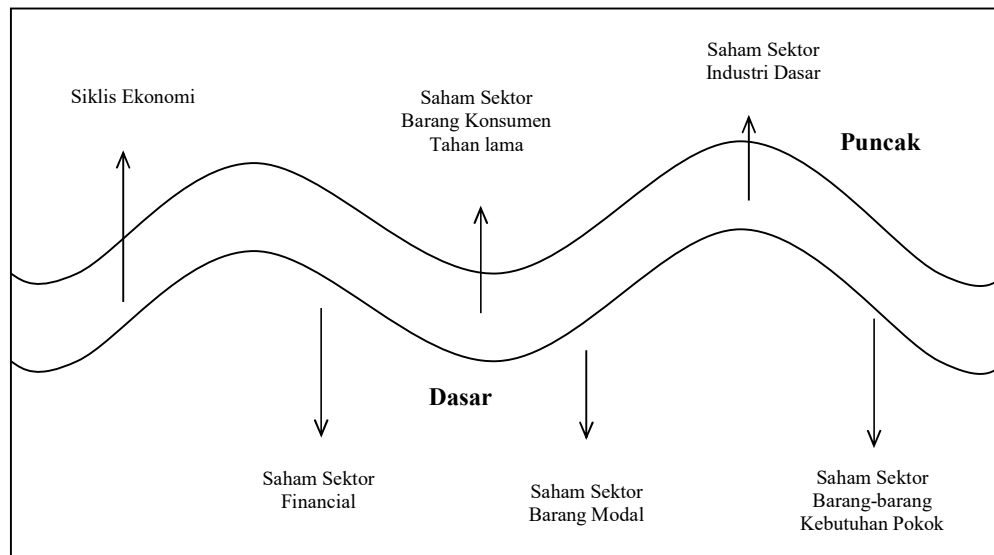 Saham Sektor
Industri Dasar
Siklis Ekonomi
Saham Sektor
Barang Konsumen
Tahan lama
Puncak
Dasar
Saham Sektor
Financial
Saham Sektor
Barang Modal
Saham Sektor
Barang-barang
Kebutuhan Pokok